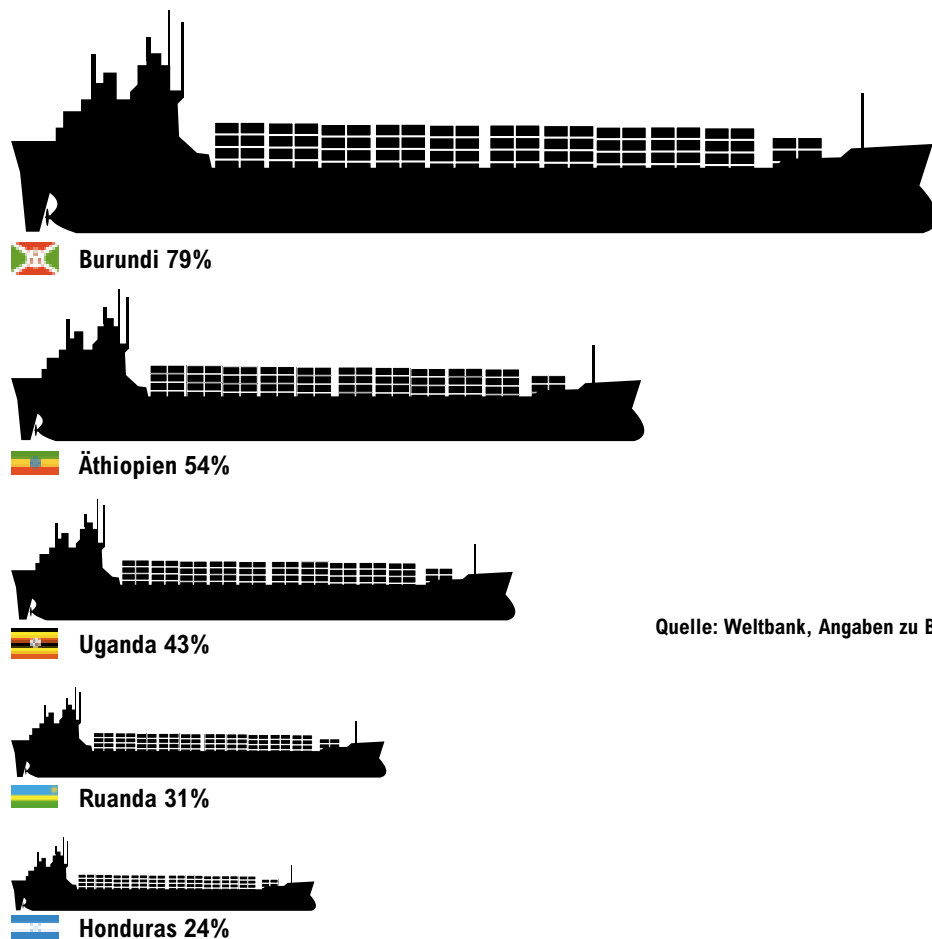 Burundi 79%
Äthiopien 54%
Uganda 43%
Quelle: Weltbank, Angaben zu B
Ruanda 31%
Honduras 24%